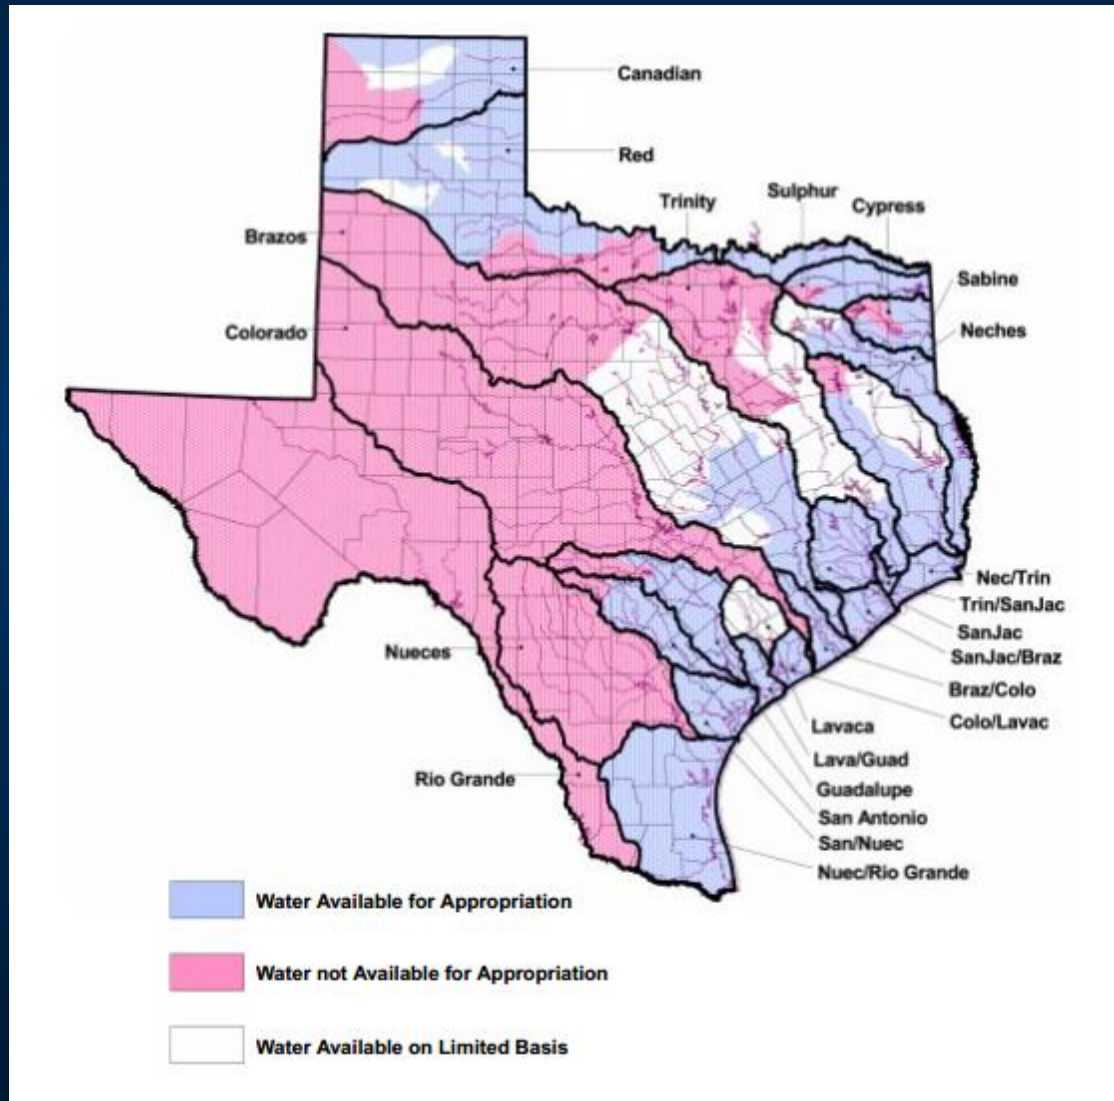 Canadian
Red
Trinity
Sulphur
Cypress
Brazos
Sabine
Colorado
Neches
Nec/Trin
Trin/SanJac
SanJac
SanJac/Braz
Nueces
Braz/Colo
Colo/Lavac
Lavaca
Lava/Guad
Rio Grande
Guadalupe
San Antonio
San/Nuec
Nuec/Rio Grande
Water Available for Appropriation
Water not Available for Appropriation
Water Available on Limited Basis